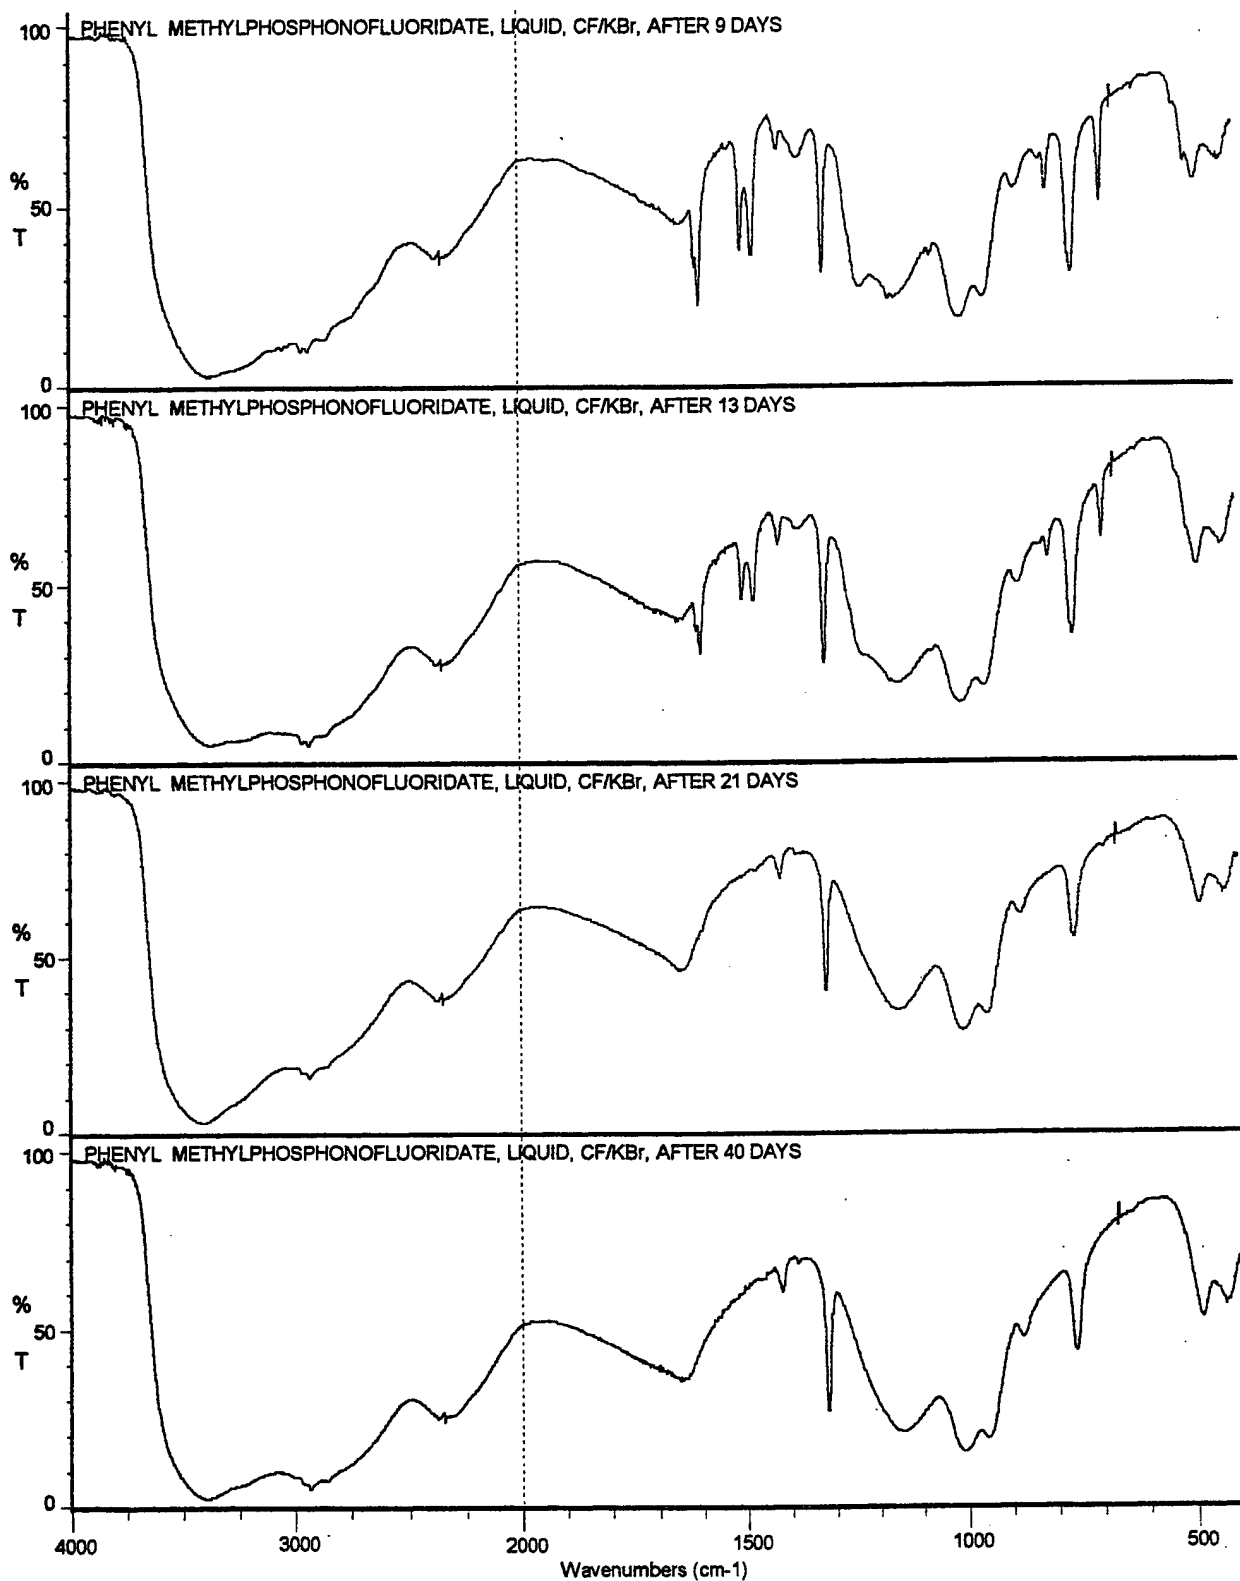 PHENYL METHYLPHOSPHONOFLUORIDATE, LIQUID, CF/KBr, AFTER 9 DAYS
100
%
50
T
0
PHENYL METHYLPHOSPHONOFLUORIDATE, LIQUID, CF/KBr, AFTER 13 DAYS
100
%
50
T
0
PHENYL METHYLPHOSPHONOFLUORIDATE, LIQUID, CF/KBr, AFTER 21 DAYS
100
%
50
T
0
PHENYL METHYLPHOSPHONOFLUORIDATE, LIQUID, CF/KBr, AFTER 40 DAYS
100
%
50
T
0
4000 3000 2000 1500 1000 500
Wavenumbers (cm-1)